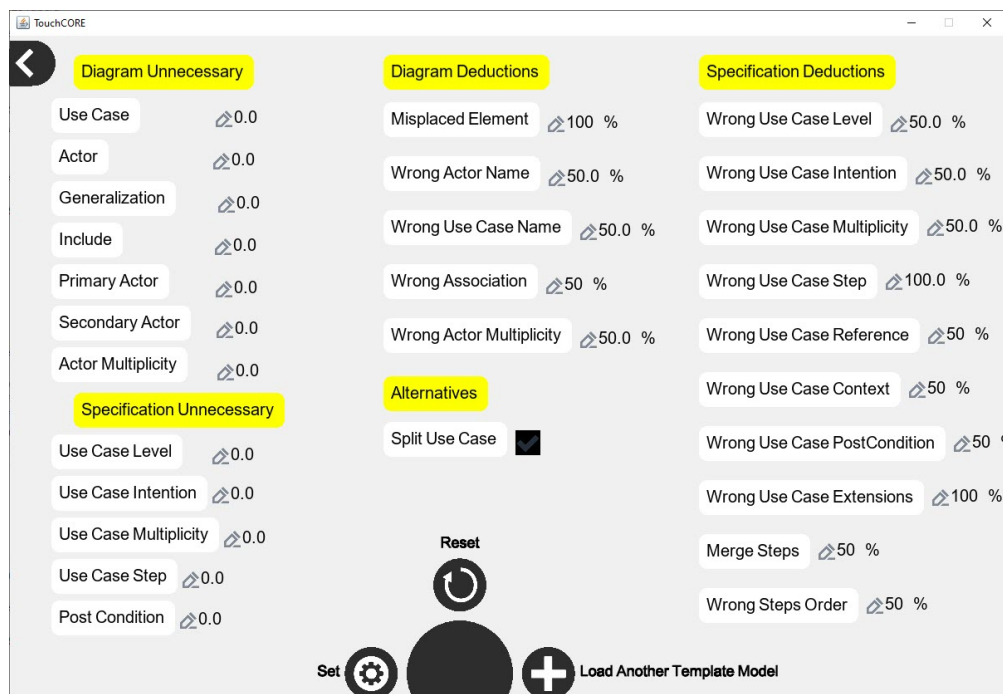 TouchCORE
Diagram Unnecessary
Use Case 0.0
Actor 0.0
Generalization 0.0
Include 0.0
Primary Actor 0.0
Secondary Actor 0.0
Actor Multiplicity 0.0
Specification Unnecessary
Use Case Level 0.0
Use Case Intention 0.0
Use Case Multiplicity 0.0
Use Case Step 0.0
Post Condition 0.0
Diagram Deductions
Misplaced Element 100 %
Wrong Actor Name 50.0 %
Wrong Use Case Name 50.0 %
Wrong Association 50 %
Wrong Actor Multiplicity 50.0 %
Alternatives
Split Use Case
Specification Deductions
Wrong Use Case Level 50.0 %
Wrong Use Case Intention 50.0 %
Wrong Use Case Multiplicity 50.0 %
Wrong Use Case Step 100.0 %
Wrong Use Case Reference 50 %
Wrong Use Case Context 50 %
Wrong Use Case PostCondition 50 %
Wrong Use Case Extensions 100 %
Merge Steps 50 %
Wrong Steps Order 50 %
Reset
Set
Load Another Template Model